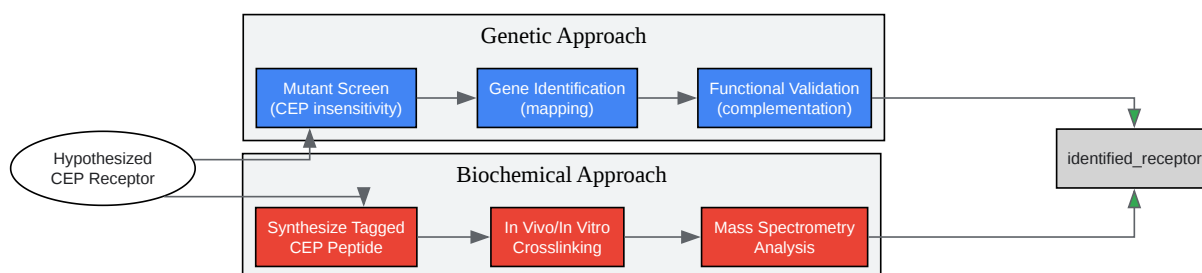 Genetic Approach
Mutant Screen
(CEP insensitivity)
Gene Identification
(mapping)
Functional Validation
(complementation)
Hypothesized
CEP Receptor
identified_receptor
Biochemical Approach
Synthesize Tagged
CEP Peptide
In Vivo/In Vitro
Crosslinking
Mass Spectrometry
Analysis